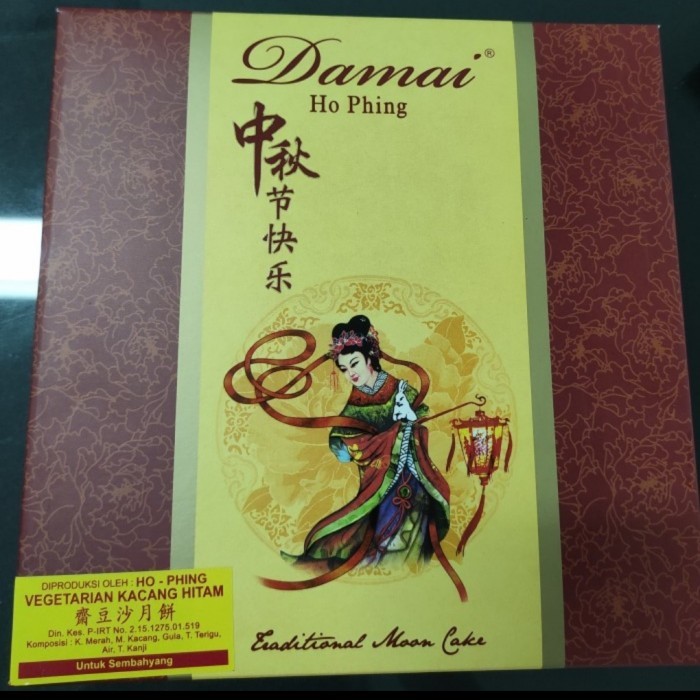 Damai®
Ho Phing
中秋节快乐
Traditional Moon Cake
DIPRODUKSI OLEH : HO - PHING
VEGETARIAN KACANG HITAM
齋豆沙月餅
Din. Kes. P-IRT No. 2.15.1275.01.519
Komposisi : K. Merah, M. Kacang, Gula, T. Terigu,
Air, T. Kanji
Untuk Sembahyang